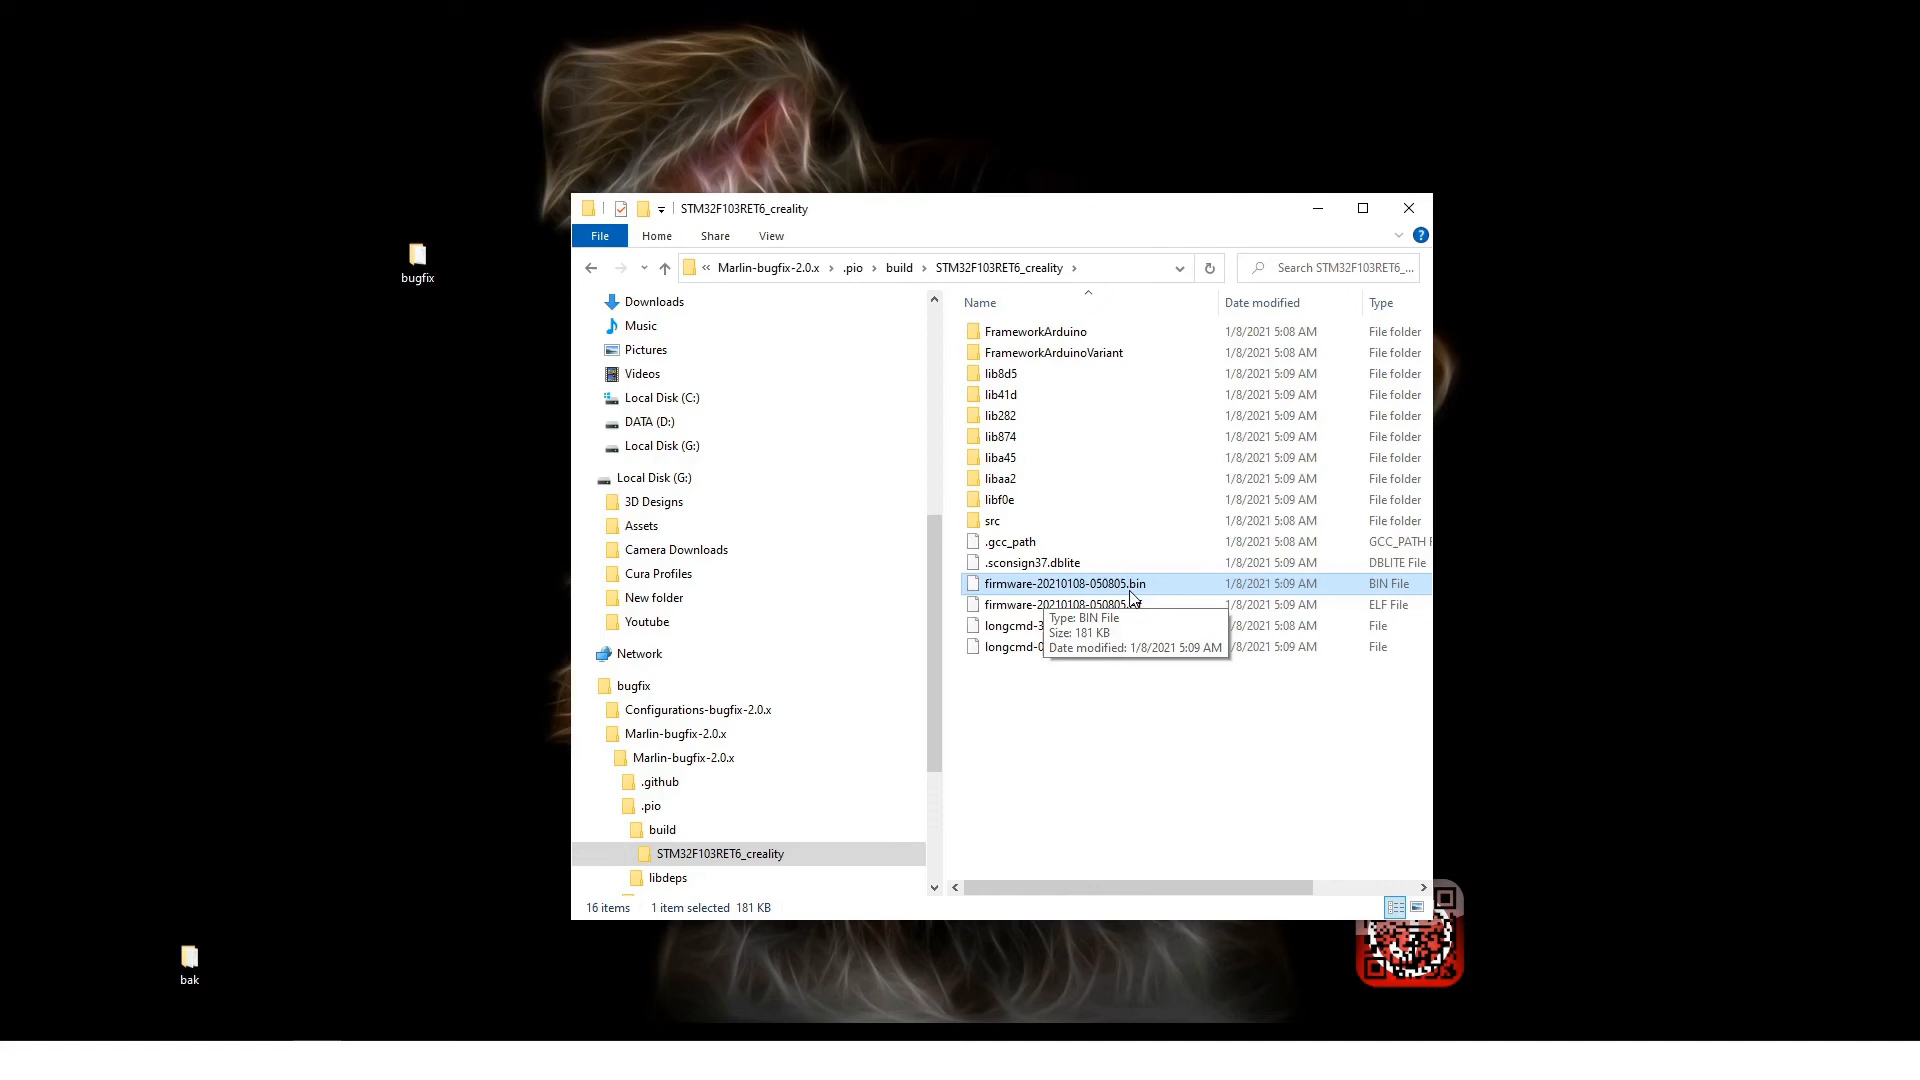 STM32F103RET6_creality
File Home Share View
« Marlin-bugfix-2.0.x › .pio › build › STM32F103RET6_creality ›
Search STM32F103RET6_...
bugfix
bak
Downloads
Music
Pictures
Videos
Local Disk (C:)
DATA (D:)
Local Disk (G:)
Local Disk (G:)
3D Designs
Assets
Camera Downloads
Cura Profiles
New folder
Youtube
Network
bugfix
Configurations-bugfix-2.0.x
Marlin-bugfix-2.0.x
Marlin-bugfix-2.0.x
.github
.pio
build
STM32F103RET6_creality
libdeps
Name Date modified Type
FrameworkArduino 1/8/2021 5:08 AM File folder
FrameworkArduinoVariant 1/8/2021 5:08 AM File folder
lib8d5 1/8/2021 5:09 AM File folder
lib41d 1/8/2021 5:09 AM File folder
lib282 1/8/2021 5:09 AM File folder
lib874 1/8/2021 5:09 AM File folder
liba45 1/8/2021 5:09 AM File folder
libaa2 1/8/2021 5:09 AM File folder
libf0e 1/8/2021 5:09 AM File folder
src 1/8/2021 5:08 AM File folder
.gcc_path 1/8/2021 5:08 AM GCC_PATH F
.sconsign37.dblite 1/8/2021 5:09 AM DBLITE File
firmware-20210108-050805.bin 1/8/2021 5:09 AM BIN File
firmware-20210108-050805. 1/8/2021 5:09 AM ELF File
longcmd-3 /8/2021 5:08 AM File
longcmd-0 /8/2021 5:09 AM File
Type: BIN File
Size: 181 KB
Date modified: 1/8/2021 5:09 AM
16 items 1 item selected 181 KB